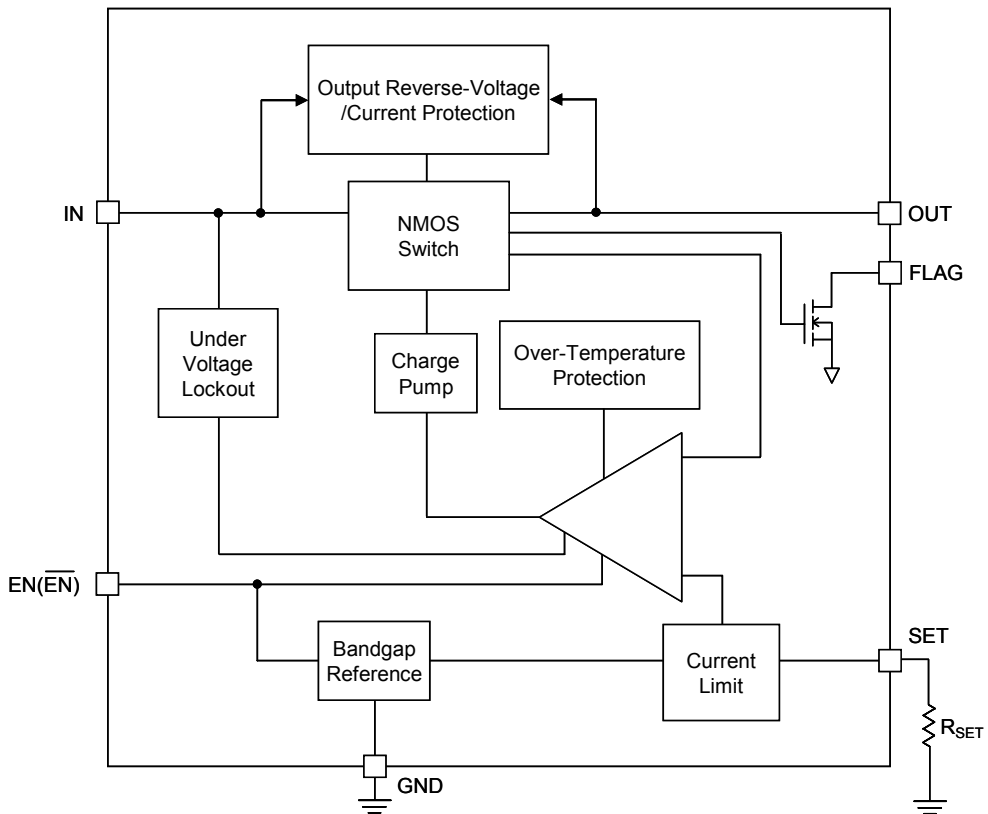 Output Reverse-Voltage
/Current Protection
IN
NMOS
Switch
OUT
FLAG
Under
Voltage
Lockout
Charge
Pump
Over-Temperature
Protection
EN(E̅N̅)
SET
Bandgap
Reference
Current
Limit
RSET
GND